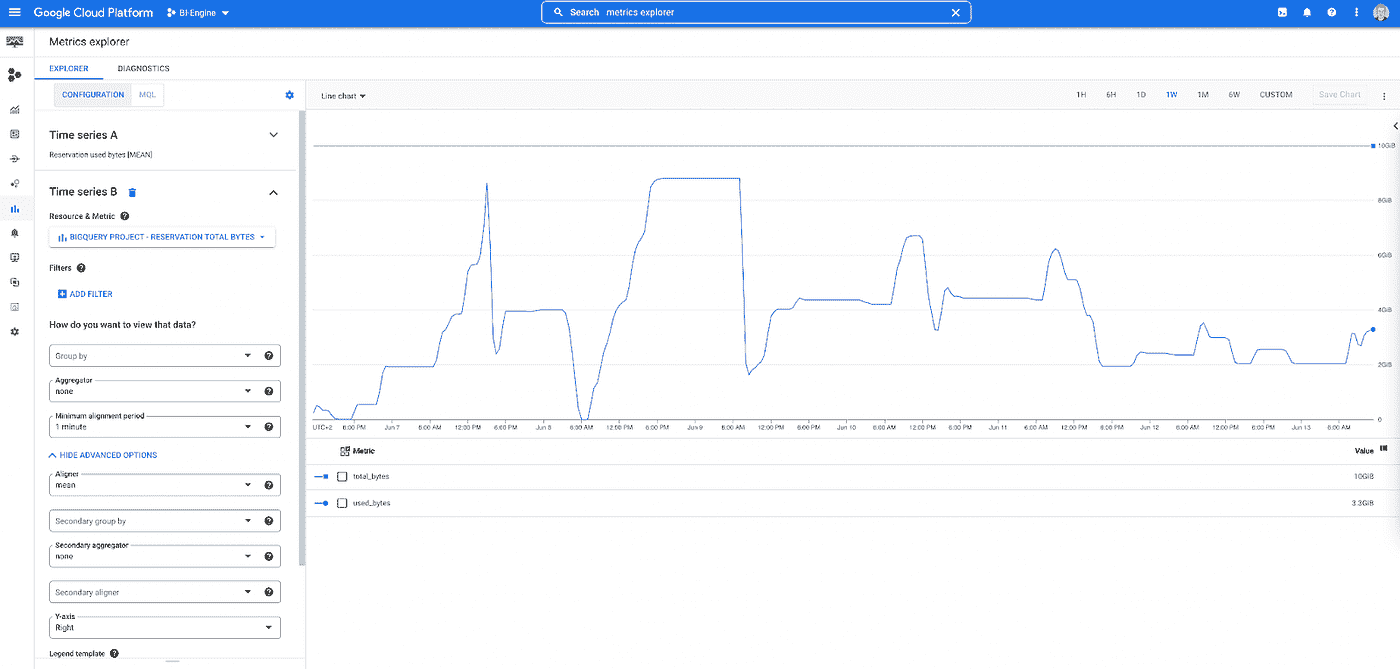 Google Cloud Platform BI-Engine Search metrics explorer
Metrics explorer
EXPLORER DIAGNOSTICS
CONFIGURATION MQL
Line chart 1H 6H 1D 1W 1M 6W CUSTOM Save Chart
Time series A
Reservation used bytes [MEAN]
Time series B
Resource & Metric
BIGQUERY PROJECT - RESERVATION TOTAL BYTES
Filters
ADD FILTER
How do you want to view that data?
Group by
Aggregator
none
Minimum alignment period
1 minute
HIDE ADVANCED OPTIONS
Aligner
mean
Secondary group by
Secondary aggregator
none
Secondary aligner
Y-axis
Right
Legend template
10GiB
8GiB
6GiB
4GiB
2GiB
0
UTC+2 6:00 PM Jun 7 6:00 AM 12:00 PM 6:00 PM Jun 8 6:00 AM 12:00 PM 6:00 PM Jun 9 6:00 AM 12:00 PM 6:00 PM Jun 10 6:00 AM 12:00 PM 6:00 PM Jun 11 6:00 AM 12:00 PM 6:00 PM Jun 12 6:00 AM 12:00 PM 6:00 PM Jun 13 6:00 AM
Metric Value
total_bytes 10GiB
used_bytes 3.3GiB